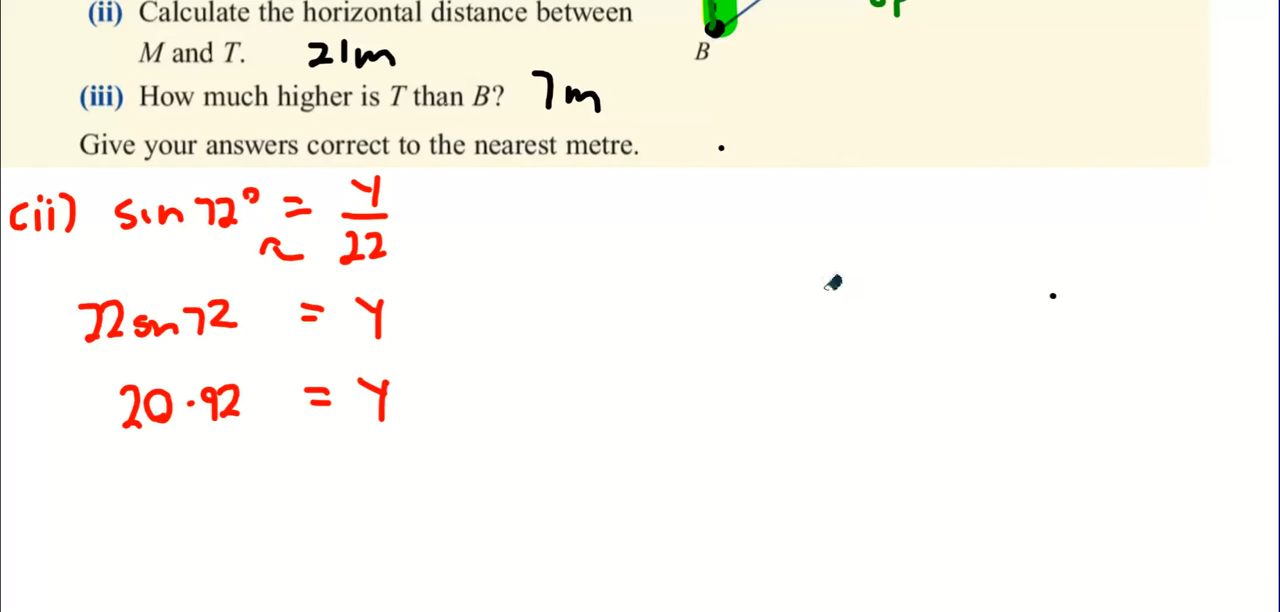 (ii) Calculate the horizontal distance between
M and T. 21m
(iii) How much higher is T than B? 7m
Give your answers correct to the nearest metre.
B
(ii) sin 72° = Y
22
22 sin 72 = Y
20.92 = Y